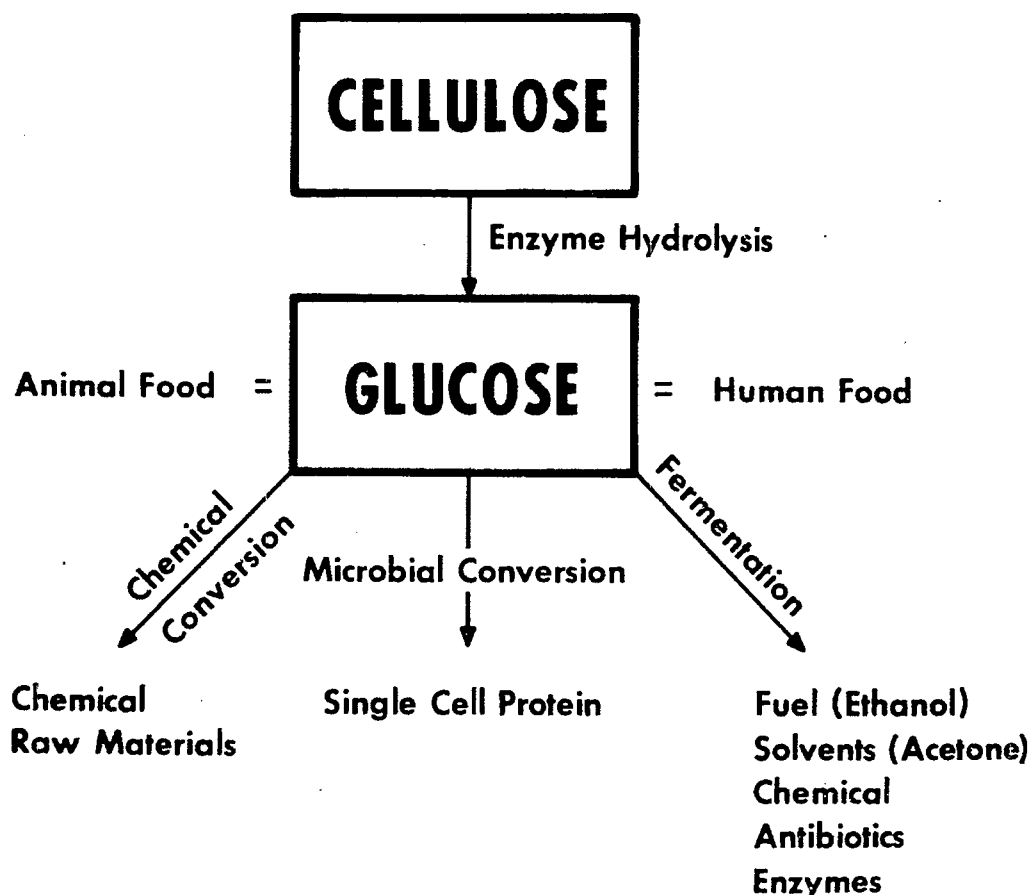 CELLULOSE
Enzyme Hydrolysis
Animal Food = GLUCOSE = Human Food
Chemical
Conversion
Microbial Conversion
Fermentation
Chemical
Raw Materials
Single Cell Protein
Fuel (Ethanol)
Solvents (Acetone)
Chemical
Antibiotics
Enzymes